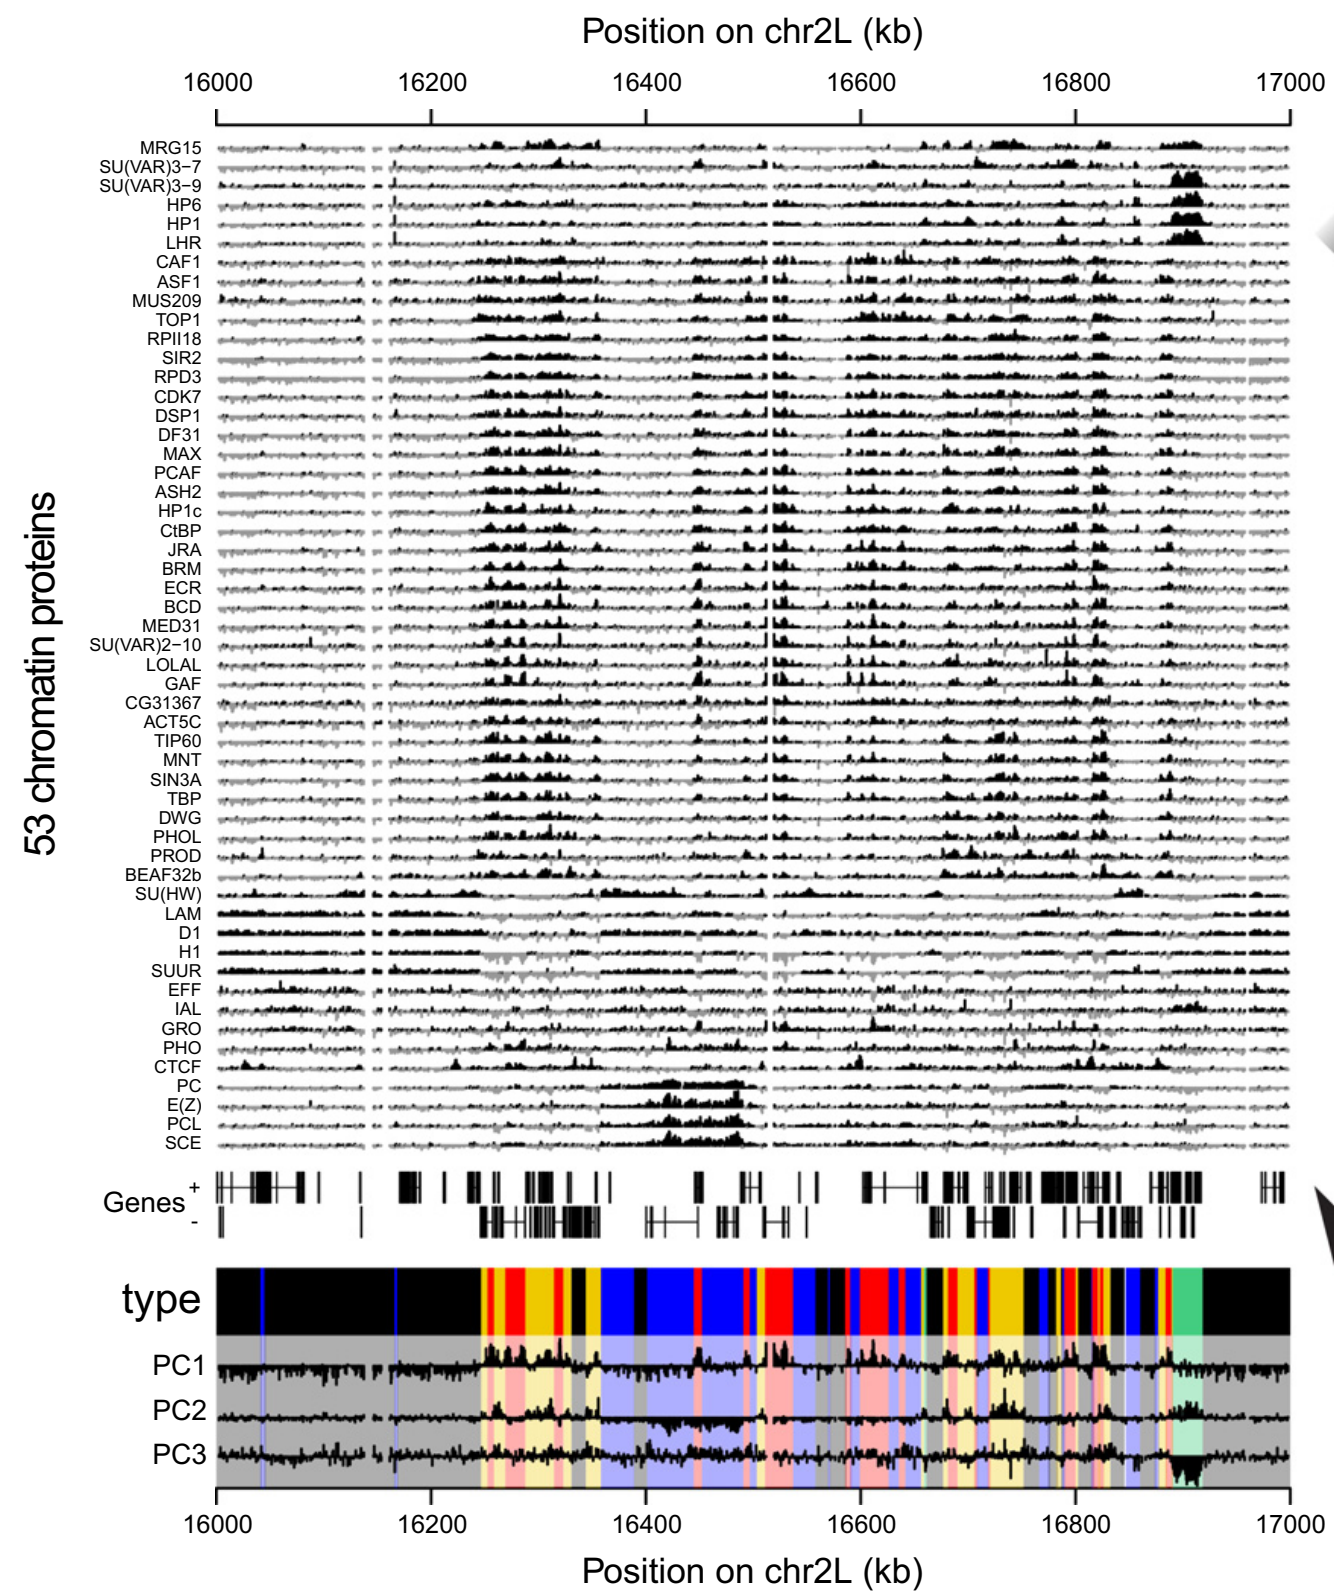 Position on chr2L (kb)
16000 16200 16400 16600 16800 17000
53 chromatin proteins
MRG15
SU(VAR)3−7
SU(VAR)3−9
HP6
HP1
LHR
CAF1
ASF1
MUS209
TOP1
RPII18
SIR2
RPD3
CDK7
DSP1
DF31
MAX
PCAF
ASH2
HP1c
CtBP
JRA
BRM
ECR
BCD
MED31
SU(VAR)2−10
LOLAL
GAF
CG31367
ACT5C
TIP60
MNT
SIN3A
TBP
DWG
PHOL
PROD
BEAF32b
SU(HW)
LAM
D1
H1
SUUR
EFF
IAL
GRO
PHO
CTCF
PC
E(Z)
PCL
SCE
Genes +
-
type
PC1
PC2
PC3
16000 16200 16400 16600 16800 17000
Position on chr2L (kb)